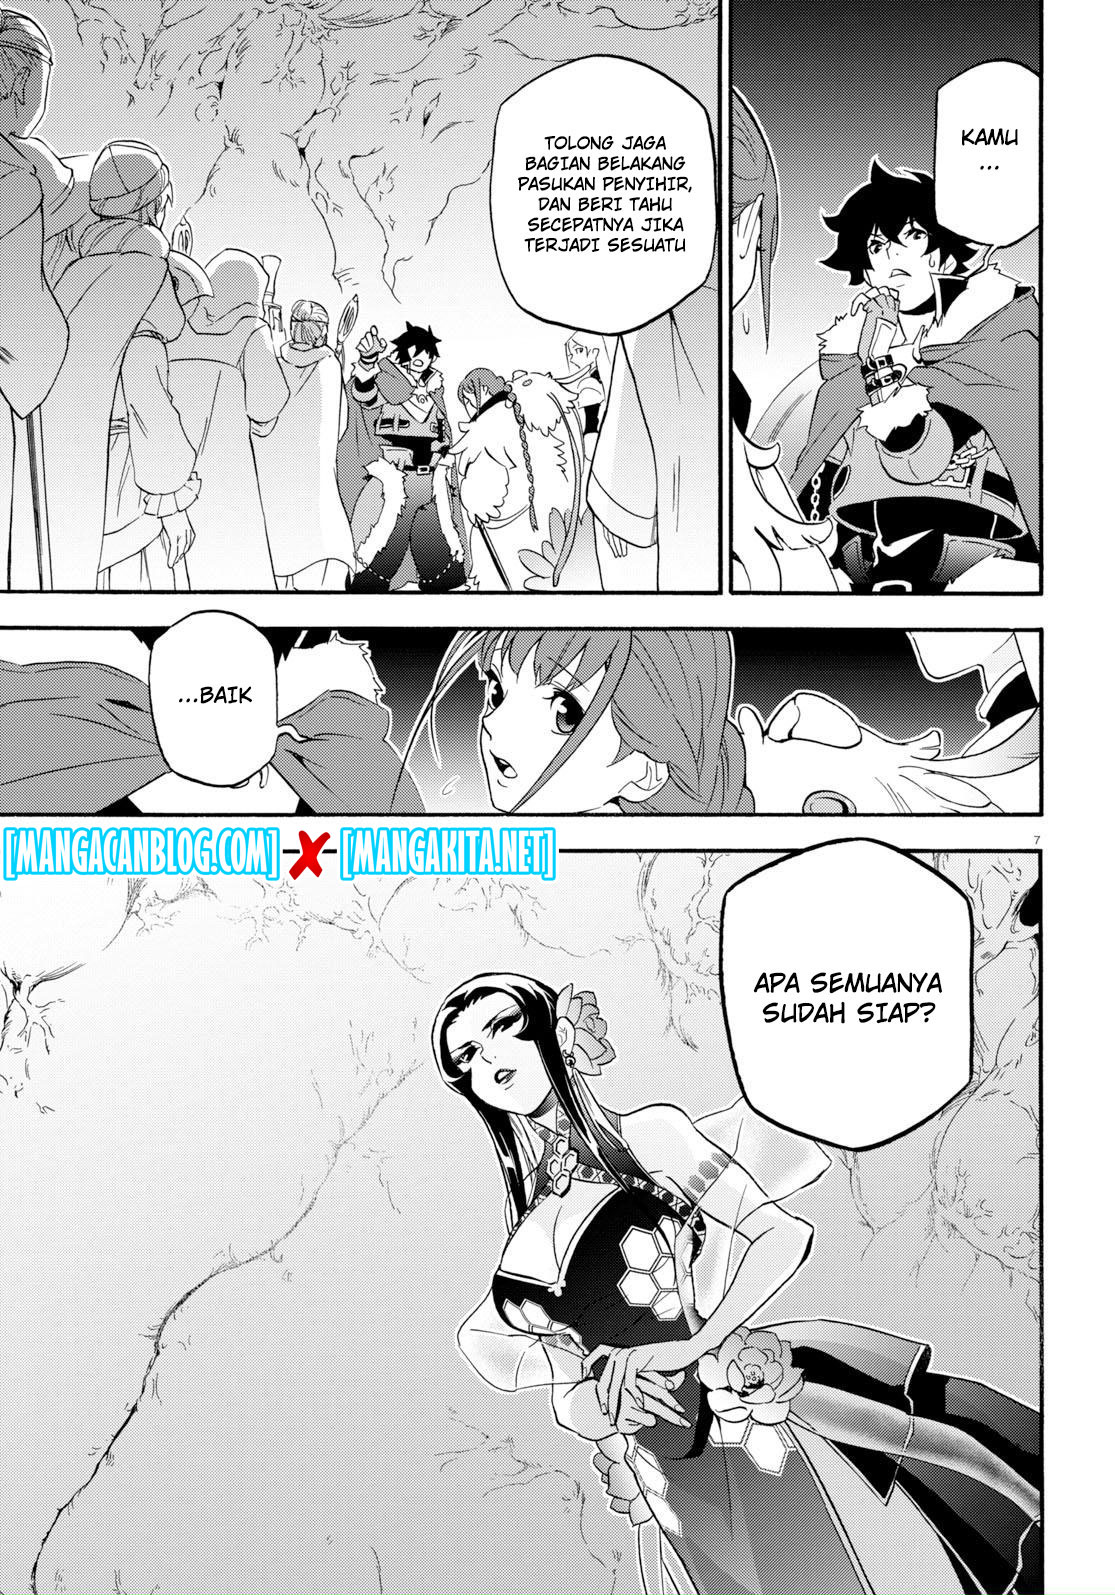 KAMU
...
TOLONG JAGA
BAGIAN BELAKANG
PASUKAN PENYIHIR,
DAN BERI TAHU
SECEPATNYA JIKA
TERJADI SESUATU
...BAIK
7
[MANGACANBLOG.COM] X [MANGAKITA.NET]
APA SEMUANYA
SUDAH SIAP?